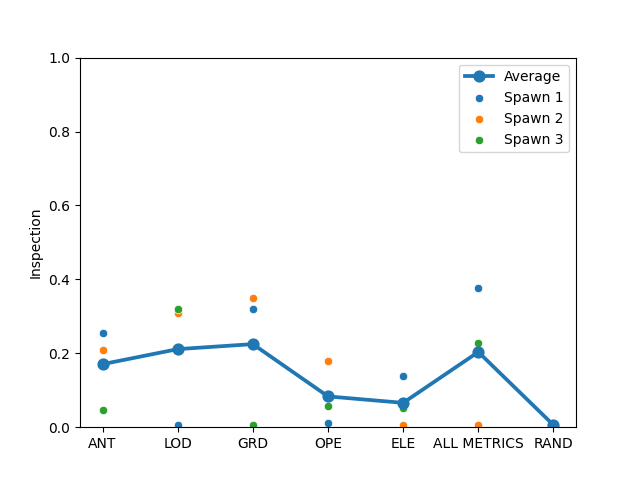 1.0
0.8
0.6
0.4
0.2
0.0
Inspection
Average
Spawn 1
Spawn 2
Spawn 3
ANT LOD GRD OPE ELE ALL METRICS RAND